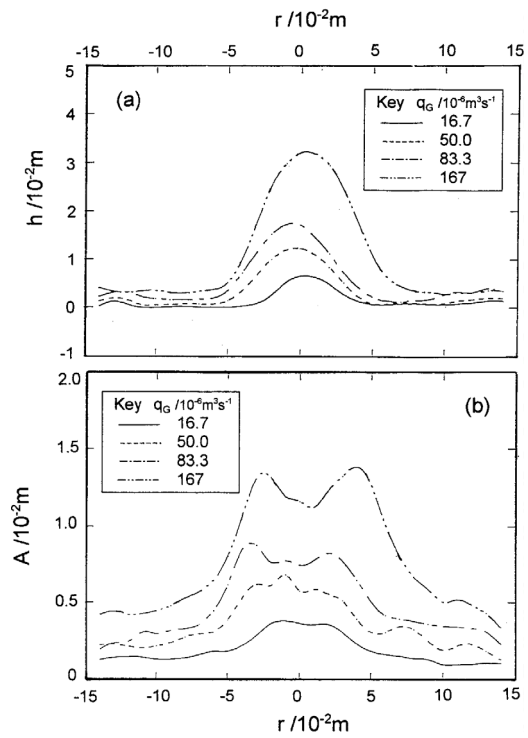 r /10⁻²m
-15 -10 -5 0 5 10 15
(a)
Key q_G /10⁻⁶m³s⁻¹
16.7
50.0
83.3
167
5
4
3
2
1
0
-1
h /10⁻²m
(b)
Key q_G /10⁻⁶m³s⁻¹
16.7
50.0
83.3
167
2.0
1.5
1.0
0.5
0
A /10⁻²m
-15 -10 -5 0 5 10 15
r /10⁻²m